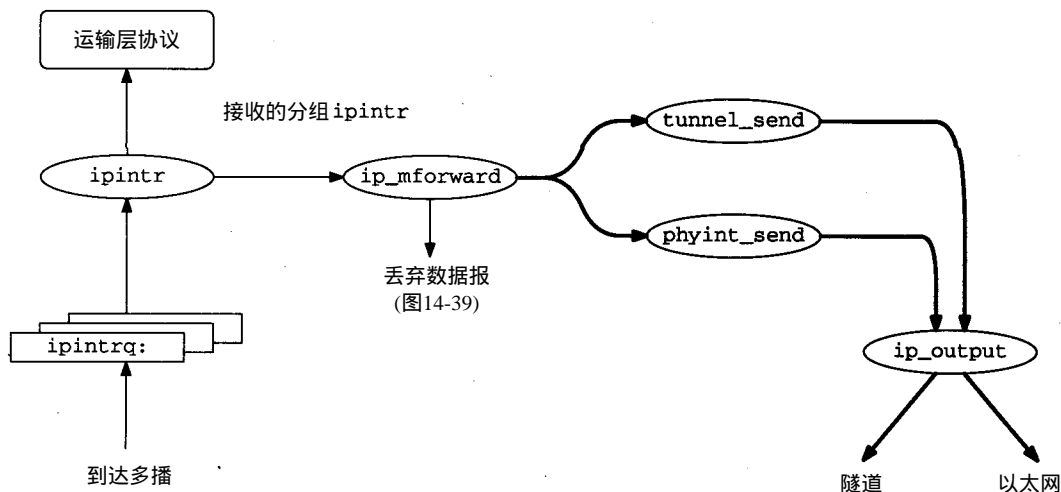 运输层协议
接收的分组ipintr
tunnel_send
ipintr
ip_mforward
phyint_send
丢弃数据报
(图14-39)
ipintrq:
ip_output
到达多播
隧道
以太网